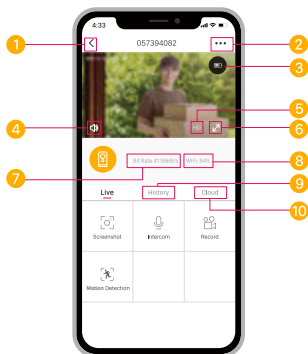 4:33
057394082
1
2
3
4
5
6
HD
Bit Rate 41.98KB/s
WiFi 84%
7
8
9
Live
History
Cloud
10
Screenshot
Intercom
Record
Motion Detection